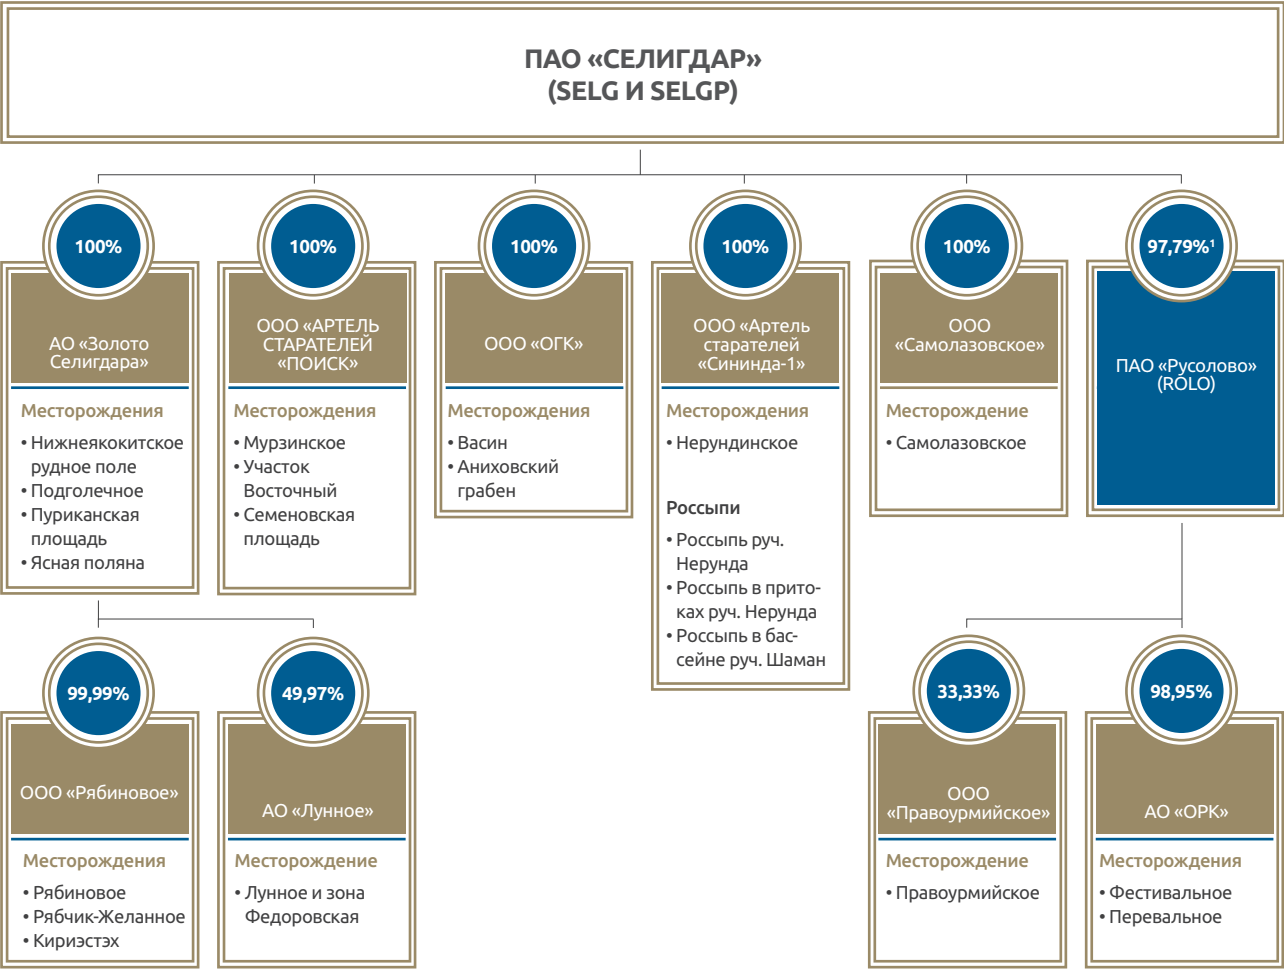 ПАО «СЕЛИГДАР»
(SELG И SELGP)
100%
АО «Золото
Селигдара»
Месторождения
• Нижнеякокитское
рудное поле
• Подголечное
• Пуриканская
площадь
• Ясная поляна
100%
ООО «АРТЕЛЬ
СТАРАТЕЛЕЙ
«ПОИСК»
Месторождения
• Мурзинское
• Участок
Восточный
• Семеновская
площадь
100%
ООО «ОГК»
Месторождения
• Васин
• Аниховский
грабен
100%
ООО «Артель
старателей
«Сининда-1»
Месторождения
• Нерундинское
Россыпи
• Россыпь руч.
Нерунда
• Россыпь в прито-
ках руч. Нерунда
• Россыпь в бас-
сейне руч. Шаман
100%
ООО
«Самолазовское»
Месторождение
• Самолазовское
97,79%¹
ПАО «Русолово»
(ROLO)
99,99%
ООО «Рябиновое»
Месторождения
• Рябиновое
• Рябчик-Желанное
• Кириэстэх
49,97%
АО «Лунное»
Месторождение
• Лунное и зона
Федоровская
33,33%
ООО
«Правоурмийское»
Месторождение
• Правоурмийское
98,95%
АО «ОРК»
Месторождения
• Фестивальное
• Перевальное